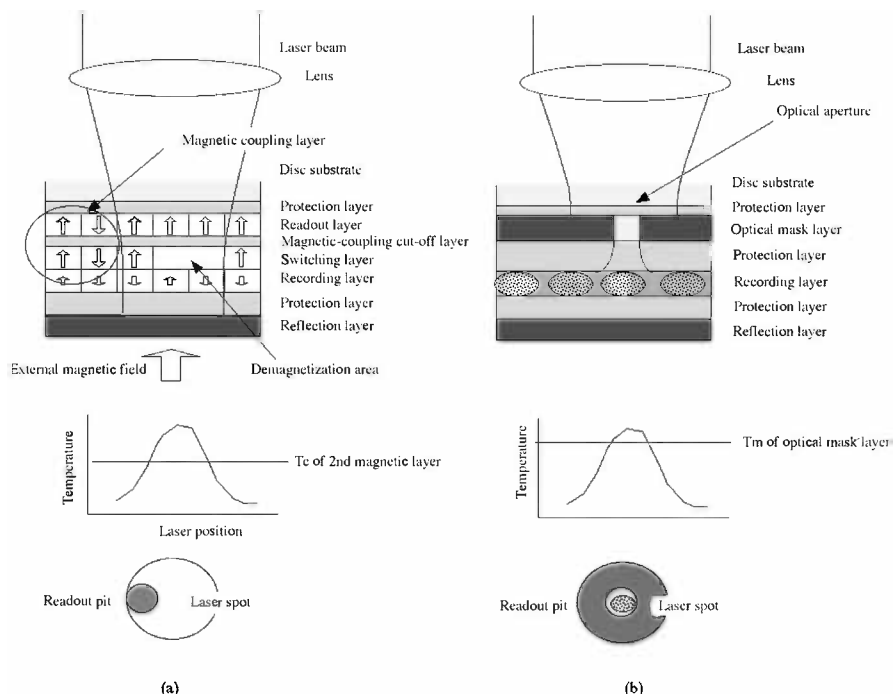 Laser beam
Lens
Magnetic coupling layer
Disc substrate
Protection layer
Readout layer
Magnetic-coupling cut-off layer
Switching layer
Recording layer
Protection layer
Reflection layer
External magnetic field
Demagnetization area
Temperature
Tc of 2nd magnetic layer
Laser position
Readout pit
Laser spot
(a)
Laser beam
Lens
Optical aperture
Disc substrate
Protection layer
Optical mask layer
Protection layer
Recording layer
Protection layer
Reflection layer
Temperature
Tm of optical mask layer
Readout pit
Laser spot
(b)